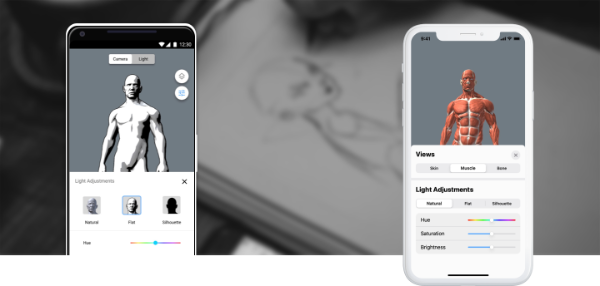 12:30
Camera Light
Light Adjustments
Natural Flat Silhouette
Hue
9:41
Views
Skin Muscle Bone
Light Adjustments
Natural Flat Silhouette
Hue
Saturation
Brightness